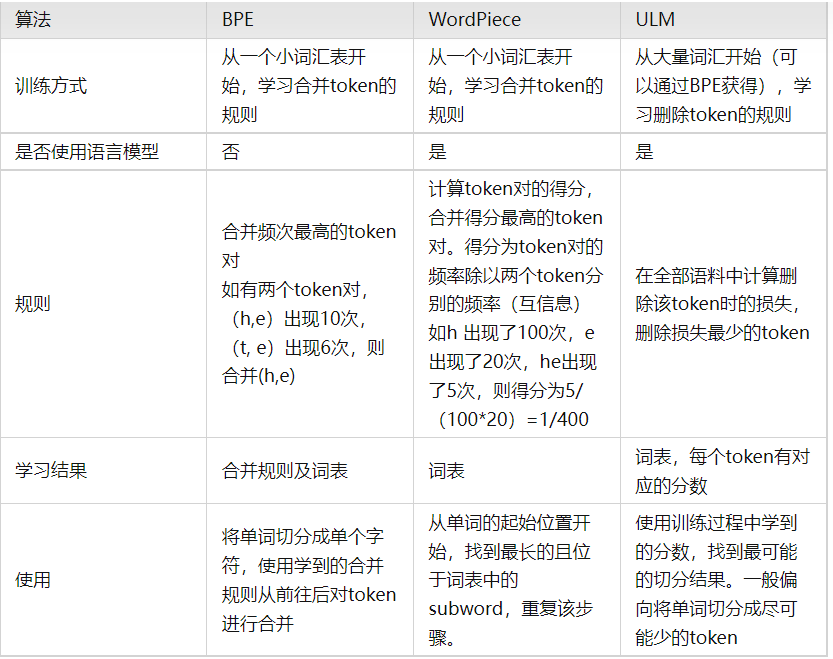 算法
BPE
WordPiece
ULM
训练方式
从一个小词汇表开
始，学习合并token的
规则
从一个小词汇表开
始，学习合并token的
规则
从大量词汇开始（可
以通过BPE获得），学
习删除token的规则
是否使用语言模型
否
是
是
规则
合并频次最高的token
对
如有两个token对，
（h,e）出现10次，
（t, e）出现6次，则
合并(h,e)
计算token对的得分，
合并得分最高的token
对。得分为token对的
频率除以两个token分
别的频率（互信息）
如h 出现了100次，e
出现了20次，he出现
了5次，则得分为5/
（100*20）=1/400
在全部语料中计算删
除该token时的损失，
删除损失最少的token
学习结果
合并规则及词表
词表
词表，每个token有对
应的分数
使用
将单词切分成单个字
符，使用学到的合并
规则从前往后对token
进行合并
从单词的起始位置开
始，找到最长的且位
于词表中的
subword，重复该步
骤。
使用训练过程中学到
的分数，找到最可能
的切分结果。一般偏
向将单词切分成尽可
能少的token